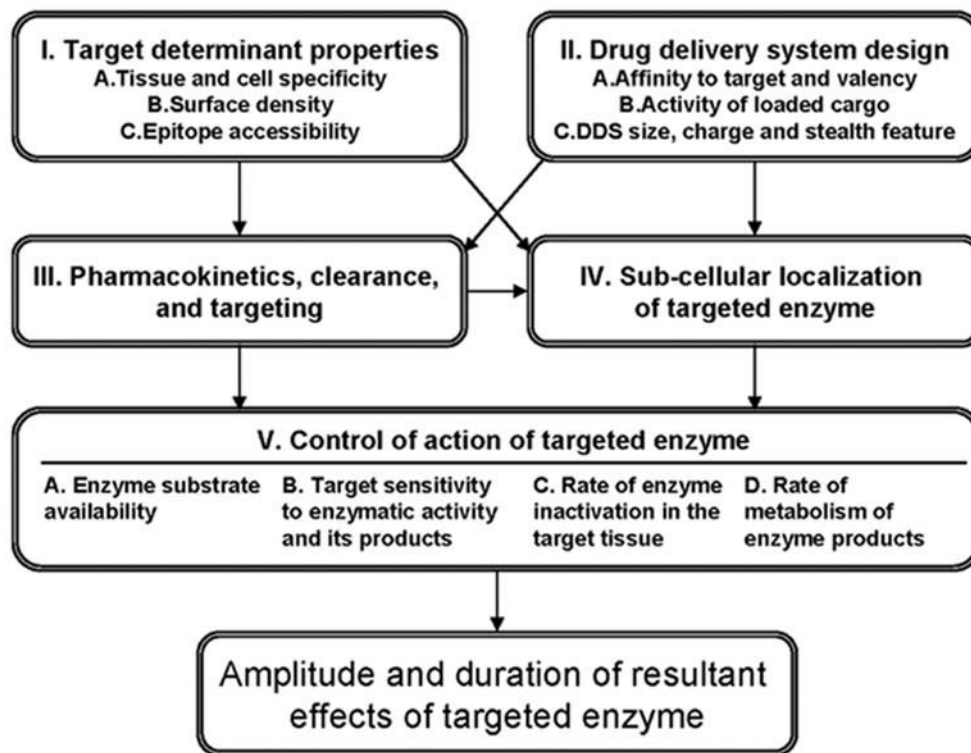 I. Target determinant properties
A.Tissue and cell specificity
B.Surface density
C.Epitope accessibility
II. Drug delivery system design
A.Affinity to target and valency
B.Activity of loaded cargo
C.DDS size, charge and stealth feature
III. Pharmacokinetics, clearance,
and targeting
IV. Sub-cellular localization
of targeted enzyme
V. Control of action of targeted enzyme
A. Enzyme substrate
availability
B. Target sensitivity
to enzymatic activity
and its products
C. Rate of enzyme
inactivation in the
target tissue
D. Rate of
metabolism of
enzyme products
Amplitude and duration of resultant
effects of targeted enzyme